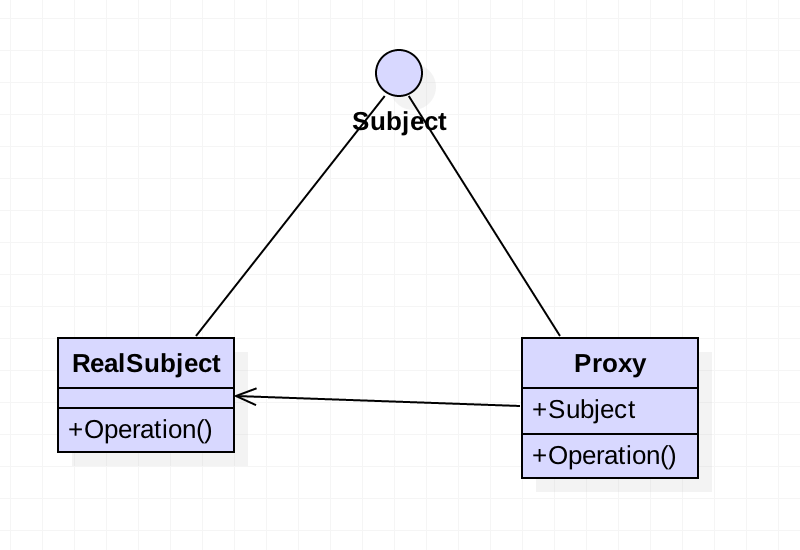 Subject
RealSubject
+Operation()
Proxy
+Subject
+Operation()